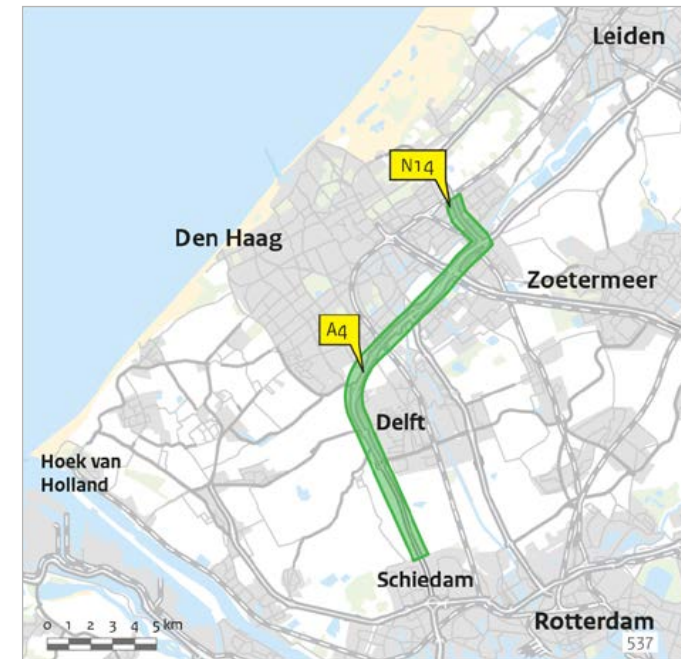 Leiden
N14
Den Haag
Zoetermeer
A4
Delft
Hoek van
Holland
Schiedam
0 1 2 3 4 5 km
Rotterdam
537